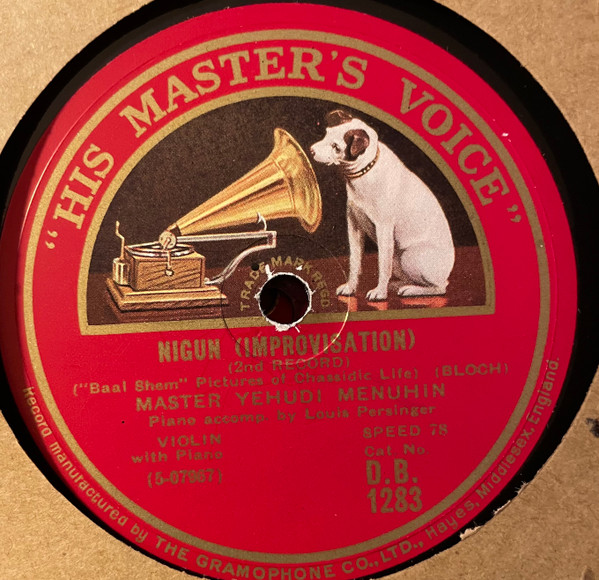 "HIS MASTER'S VOICE"
TRADE MARK REGD
NIGUN (IMPROVISATION)
(2nd RECORD)
("Baal Shem" Pictures of Chassidic Life) (BLOCH)
MASTER YEHUDI MENUHIN
Piano accomp. by Louis Persinger
VIOLIN
with Piano
(5-07967)
SPEED 78
Cat. No.
D.B.
1283
Record manufactured by THE GRAMOPHONE CO., LTD., Hayes, Middlesex, England.